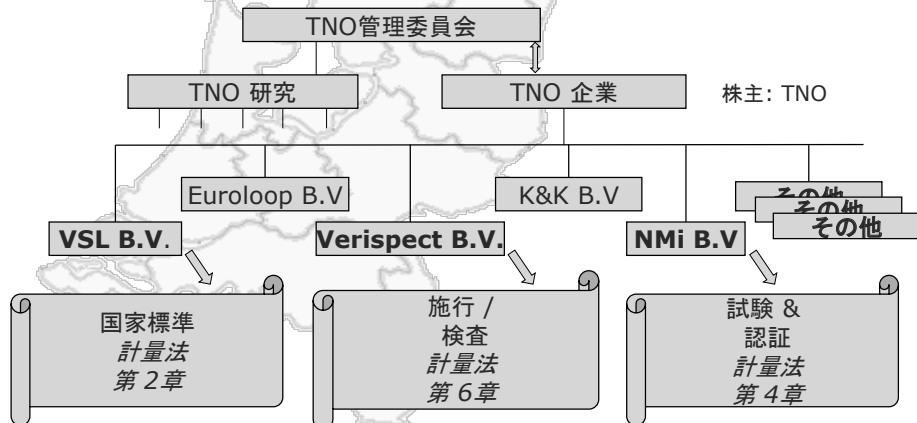 TNO管理委員会
TNO 研究
TNO 企業
株主: TNO
Euroloop B.V
K&K B.V
その他
その他
その他
VSL B.V.
Verispect B.V.
NMi B.V
国家標準
計量法
第2章
施行 /
検査
計量法
第6章
試験 &
認証
計量法
第4章